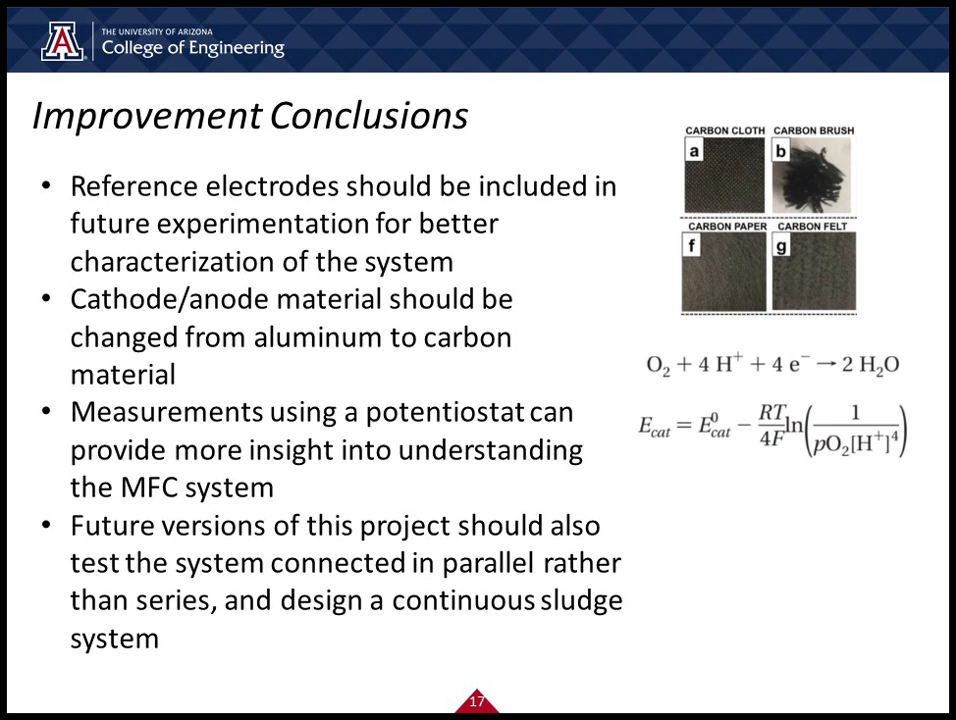 THE UNIVERSITY OF ARIZONA
College of Engineering
Improvement Conclusions
• Reference electrodes should be included in
future experimentation for better
characterization of the system
• Cathode/anode material should be
changed from aluminum to carbon
material
• Measurements using a potentiostat can
provide more insight into understanding
the MFC system
• Future versions of this project should also
test the system connected in parallel rather
than series, and design a continuous sludge
system
CARBON CLOTH CARBON BRUSH
a b
CARBON PAPER CARBON FELT
f g
O₂ + 4 H⁺ + 4 e⁻ → 2 H₂O
E_cat = E⁰_cat − RT/4F ln(1/pO₂[H⁺]⁴)
17